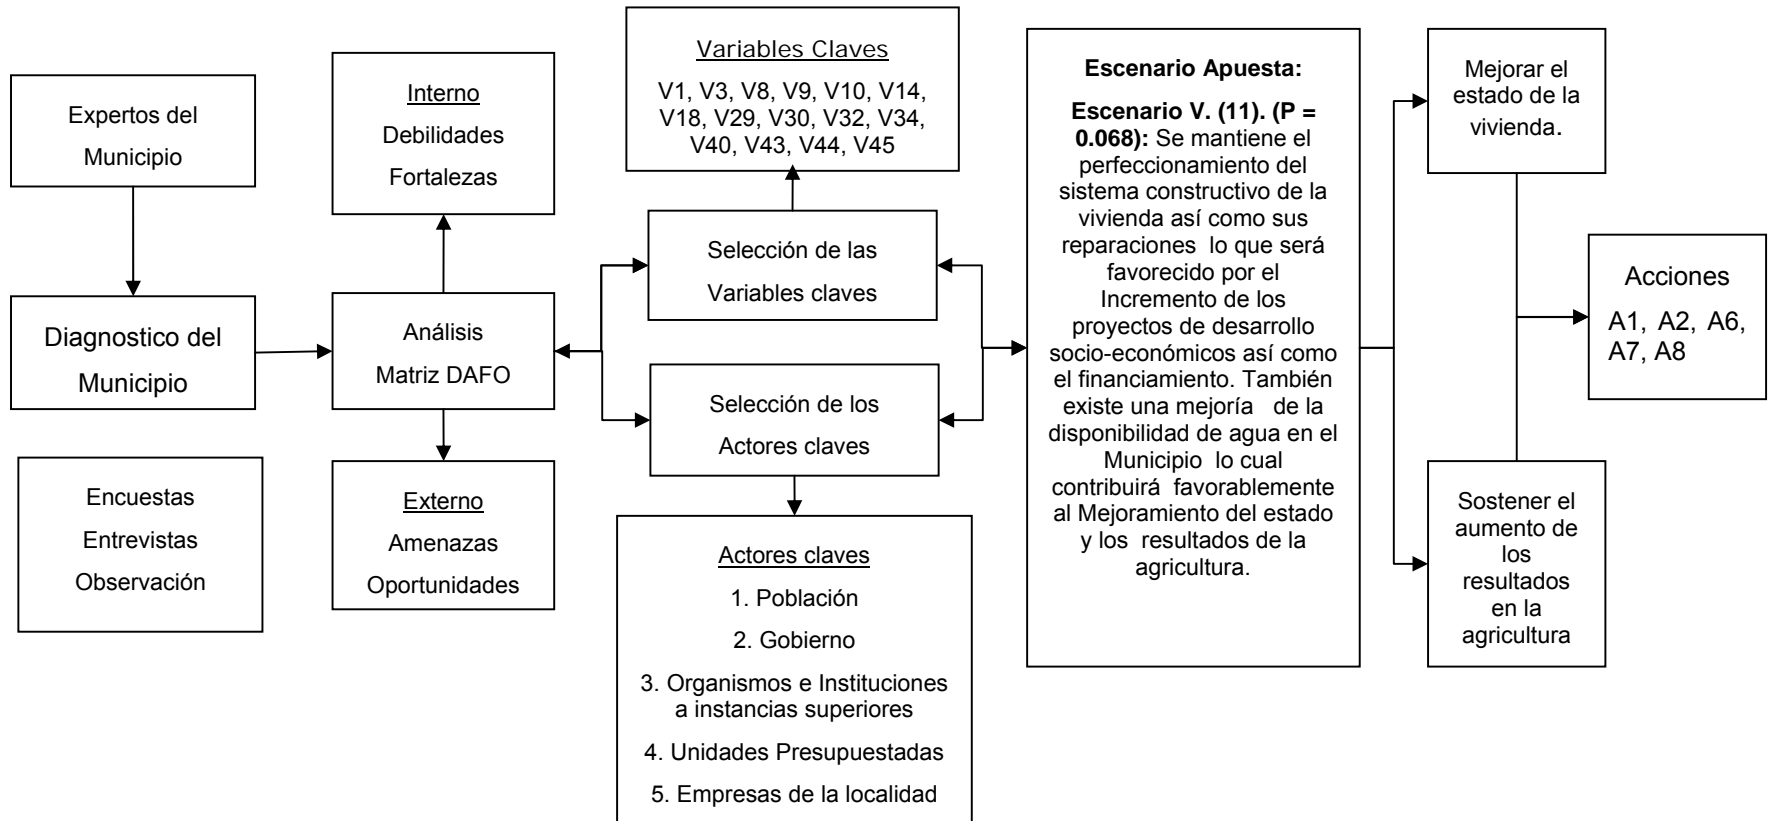 Expertos del
Municipio
Diagnostico del
Municipio
Encuestas
Entrevistas
Observación
Interno
Debilidades
Fortalezas
Análisis
Matriz DAFO
Externo
Amenazas
Oportunidades
Variables Claves
V1, V3, V8, V9, V10, V14,
V18, V29, V30, V32, V34,
V40, V43, V44, V45
Selección de las
Variables claves
Selección de los
Actores claves
Actores claves
1. Población
2. Gobierno
3. Organismos e Instituciones
a instancias superiores
4. Unidades Presupuestadas
5. Empresas de la localidad
Escenario Apuesta:
Escenario V. (11). (P =
0.068): Se mantiene el
perfeccionamiento del
sistema constructivo de la
vivienda así como sus
reparaciones lo que será
favorecido por el
Incremento de los
proyectos de desarrollo
socio-económicos así como
el financiamiento. También
existe una mejoría de la
disponibilidad de agua en el
Municipio lo cual
contribuirá favorablemente
al Mejoramiento del estado
y los resultados de la
agricultura.
Mejorar el
estado de la
vivienda.
Sostener el
aumento de
los
resultados
en la
agricultura
Acciones
A1, A2, A6,
A7, A8